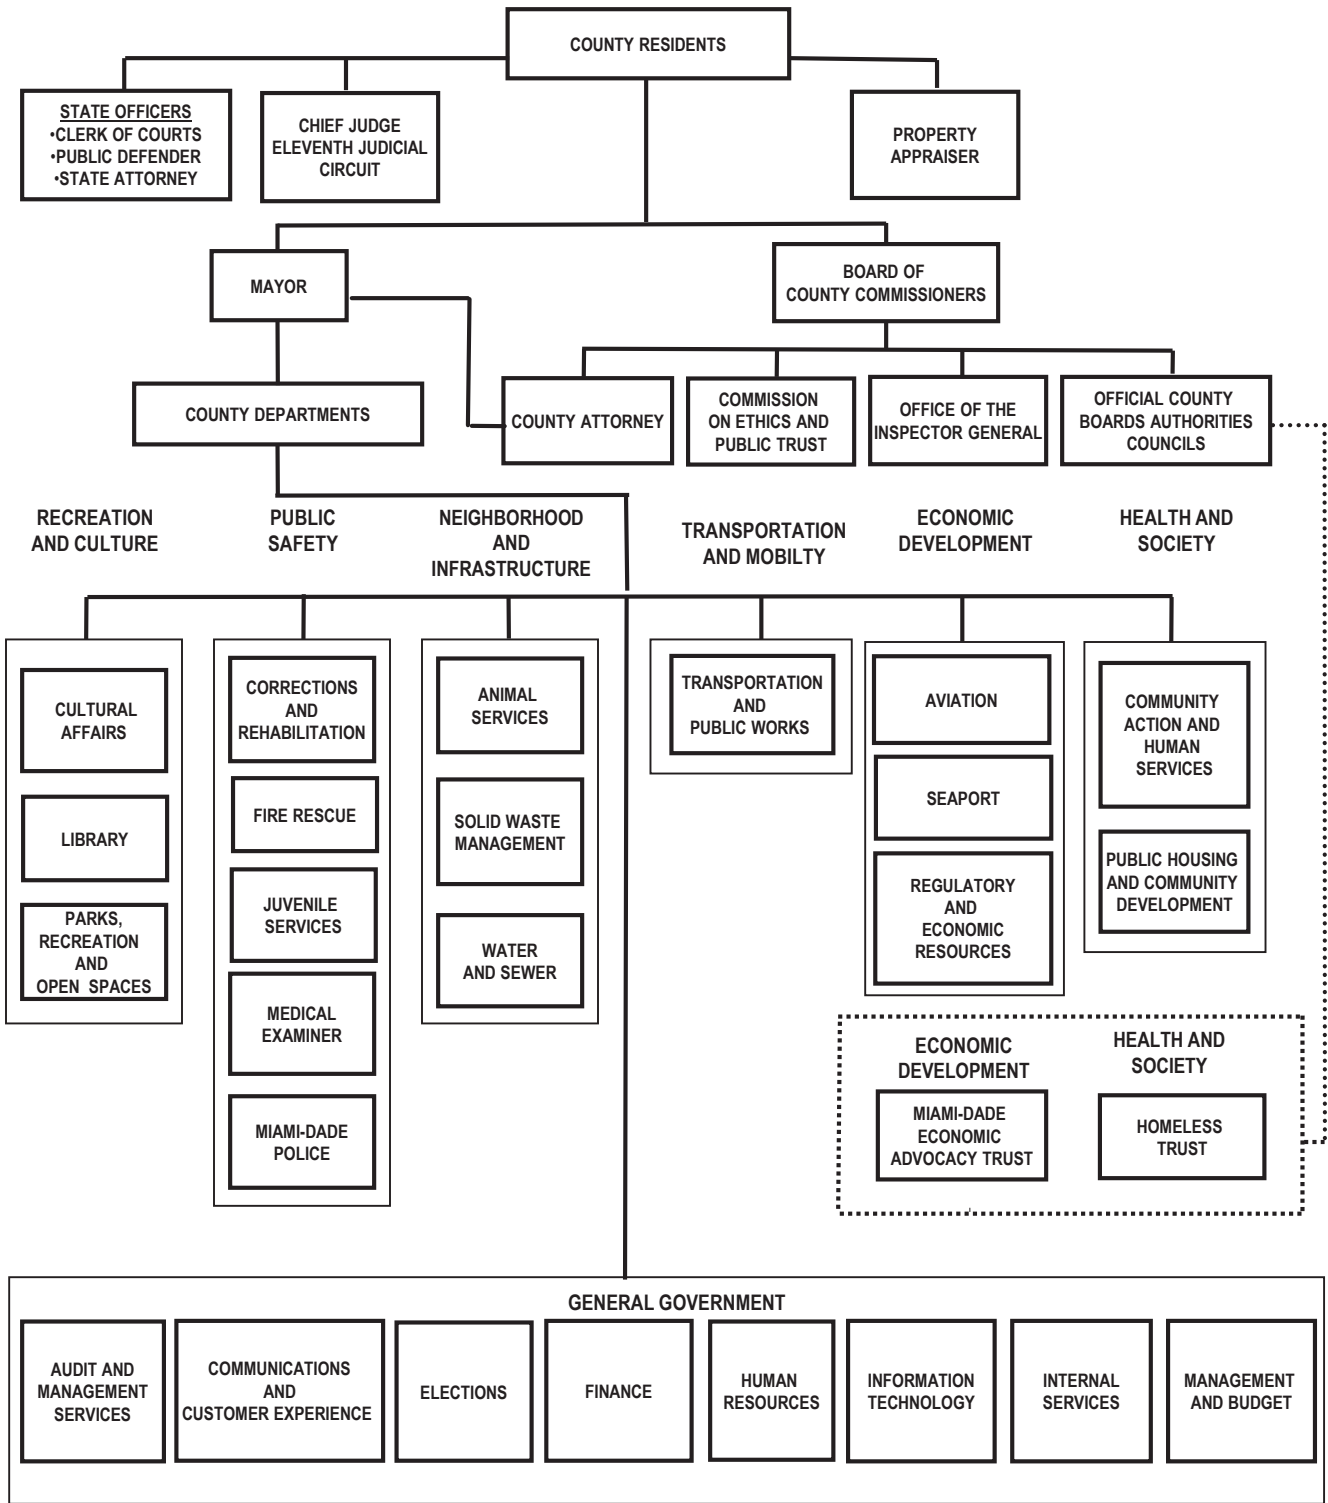 COUNTY RESIDENTS
STATE OFFICERS
•CLERK OF COURTS
•PUBLIC DEFENDER
•STATE ATTORNEY
CHIEF JUDGE
ELEVENTH JUDICIAL
CIRCUIT
PROPERTY
APPRAISER
MAYOR
BOARD OF
COUNTY COMMISSIONERS
COUNTY DEPARTMENTS
COUNTY ATTORNEY
COMMISSION
ON ETHICS AND
PUBLIC TRUST
OFFICE OF THE
INSPECTOR GENERAL
OFFICIAL COUNTY
BOARDS AUTHORITIES
COUNCILS
RECREATION
AND CULTURE
PUBLIC
SAFETY
NEIGHBORHOOD
AND
INFRASTRUCTURE
TRANSPORTATION
AND MOBILTY
ECONOMIC
DEVELOPMENT
HEALTH AND
SOCIETY
CULTURAL
AFFAIRS
LIBRARY
PARKS,
RECREATION
AND
OPEN SPACES
CORRECTIONS
AND
REHABILITATION
FIRE RESCUE
JUVENILE
SERVICES
MEDICAL
EXAMINER
MIAMI-DADE
POLICE
ANIMAL
SERVICES
SOLID WASTE
MANAGEMENT
WATER
AND SEWER
TRANSPORTATION
AND
PUBLIC WORKS
AVIATION
SEAPORT
REGULATORY
AND
ECONOMIC
RESOURCES
COMMUNITY
ACTION AND
HUMAN
SERVICES
PUBLIC HOUSING
AND COMMUNITY
DEVELOPMENT
ECONOMIC
DEVELOPMENT
MIAMI-DADE
ECONOMIC
ADVOCACY TRUST
HEALTH AND
SOCIETY
HOMELESS
TRUST
GENERAL GOVERNMENT
AUDIT AND
MANAGEMENT
SERVICES
COMMUNICATIONS
AND
CUSTOMER EXPERIENCE
ELECTIONS
FINANCE
HUMAN
RESOURCES
INFORMATION
TECHNOLOGY
INTERNAL
SERVICES
MANAGEMENT
AND BUDGET